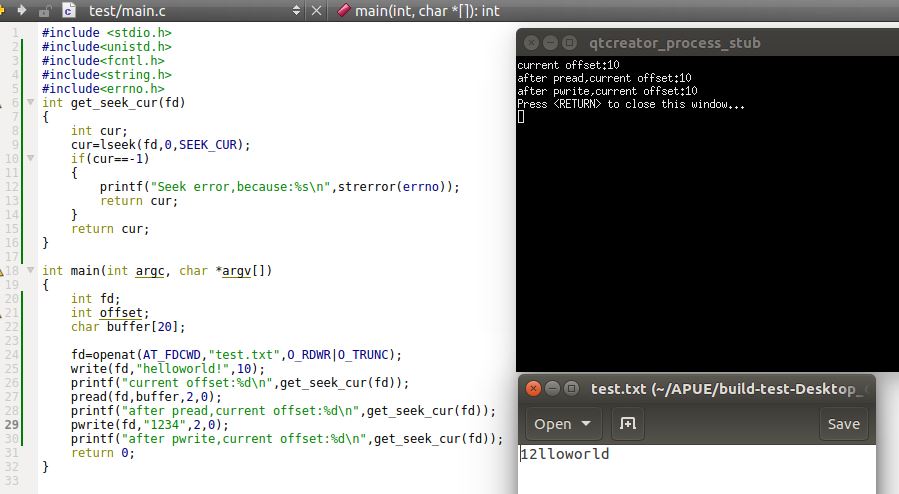 test/main.c
main(int, char *[]): int
1 #include <stdio.h>
2 #include<unistd.h>
3 #include<fcntl.h>
4 #include<string.h>
5 #include<errno.h>
6 int get_seek_cur(fd)
7 {
8 int cur;
9 cur=lseek(fd,0,SEEK_CUR);
10 if(cur==-1)
11 {
12 printf("Seek error,because:%s\n",strerror(errno));
13 return cur;
14 }
15 return cur;
16 }
17
18 int main(int argc, char *argv[])
19 {
20 int fd;
21 int offset;
22 char buffer[20];
23
24 fd=openat(AT_FDCWD,"test.txt",O_RDWR|O_TRUNC);
25 write(fd,"helloworld!",10);
26 printf("current offset:%d\n",get_seek_cur(fd));
27 pread(fd,buffer,2,0);
28 printf("after pread,current offset:%d\n",get_seek_cur(fd));
29 pwrite(fd,"1234",2,0);
30 printf("after pwrite,current offset:%d\n",get_seek_cur(fd));
31 return 0;
32 }
33
qtcreator_process_stub
current offset:10
after pread,current offset:10
after pwrite,current offset:10
Press <RETURN> to close this window...
test.txt (~/APUE/build-test-Desktop_
Open
Save
12lloworld